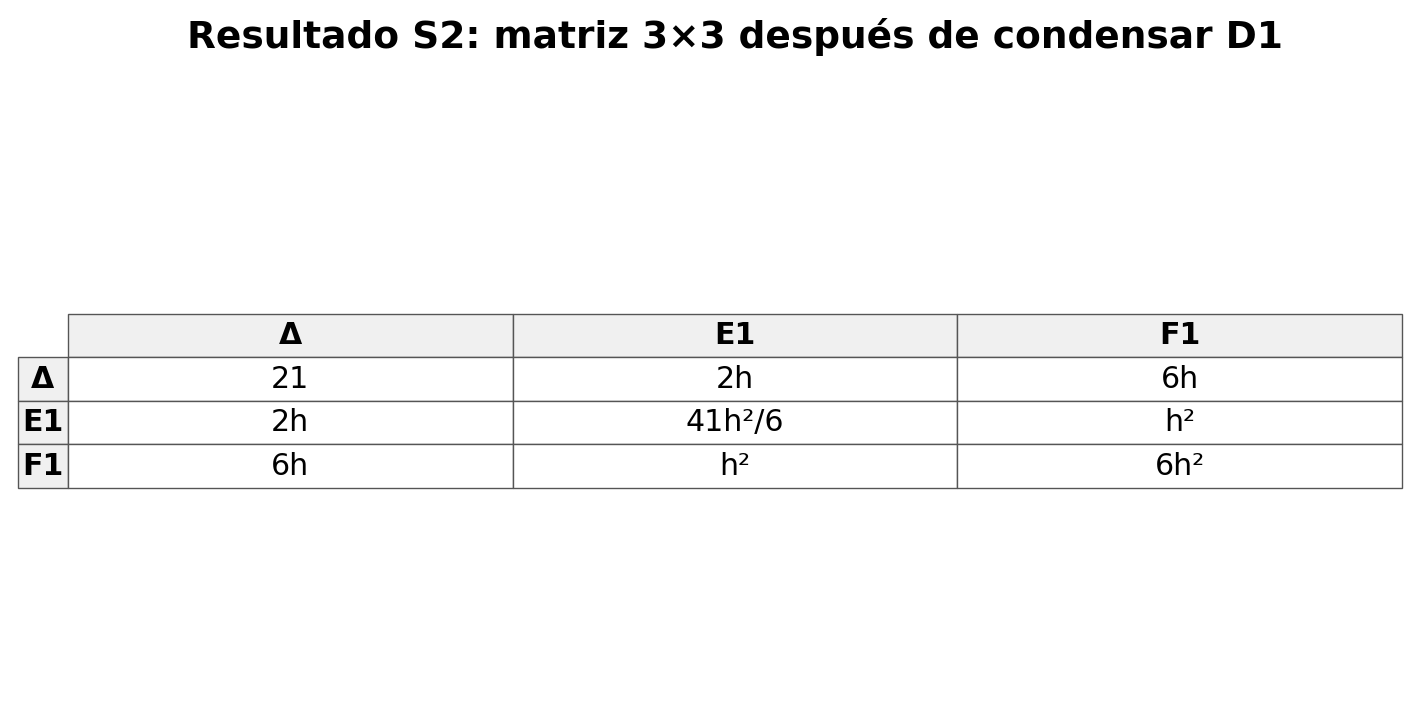 Resultado S2: matriz 3×3 después de condensar D1
Δ E1 F1
Δ 21 2h 6h
E1 2h 41h²/6 h²
F1 6h h² 6h²